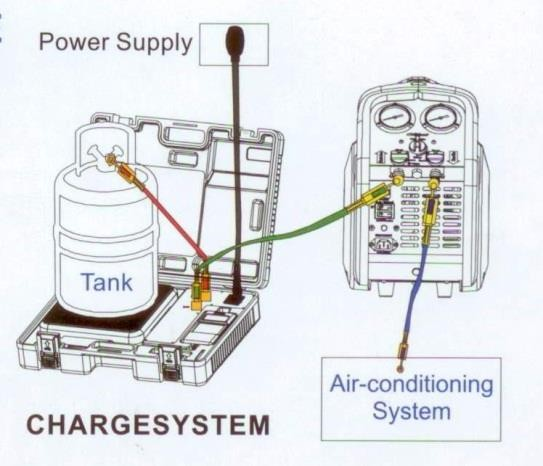 Power Supply
Tank
Air-conditioning
System
CHARGESYSTEM